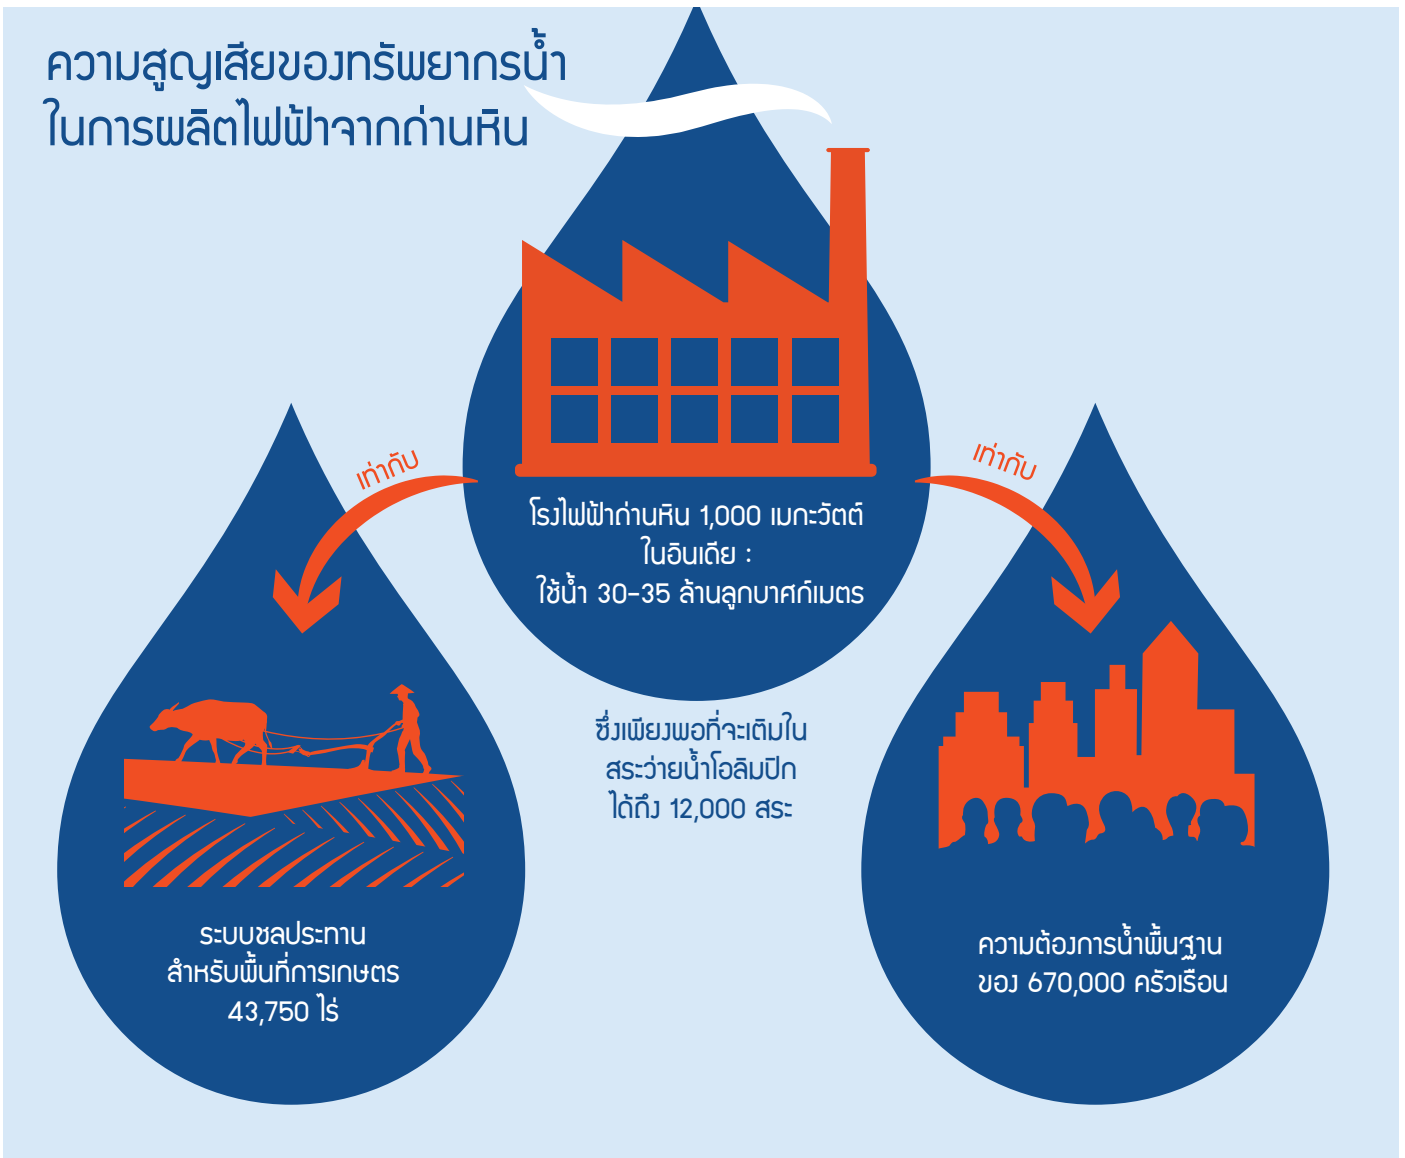 ความสูญเสียของทรัพยากรน้ำ
ในการผลิตไฟฟ้าจากถ่านหิน
เท่ากับ
เท่ากับ
โรงไฟฟ้าถ่านหิน 1,000 เมกะวัตต์
ในอินเดีย :
ใช้น้ำ 30-35 ล้านลูกบาศก์เมตร
ซึ่งเพียงพอที่จะเติมใน
สระว่ายน้ำโอลิมปิก
ได้ถึง 12,000 สระ
ระบบชลประทาน
สำหรับพื้นที่การเกษตร
43,750 ไร่
ความต้องการน้ำพื้นฐาน
ของ 670,000 ครัวเรือน